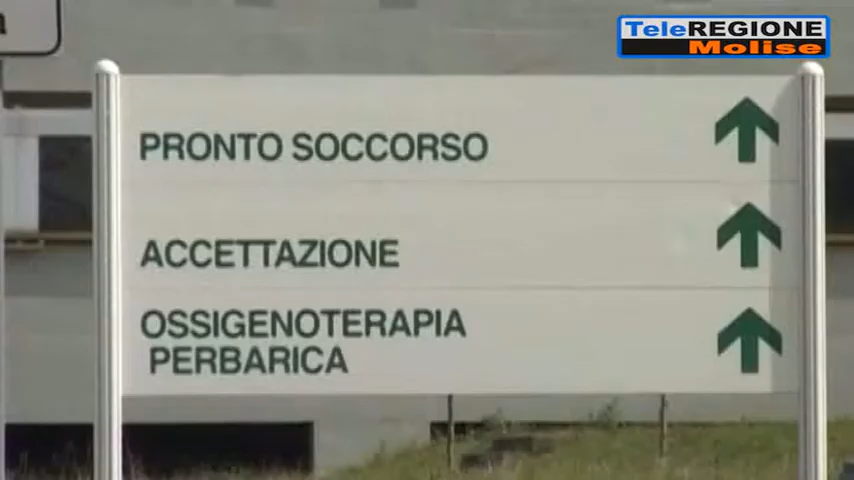 TeleREGIONE
Molise
PRONTO SOCCORSO
ACCETTAZIONE
OSSIGENOTERAPIA
PERBARICA